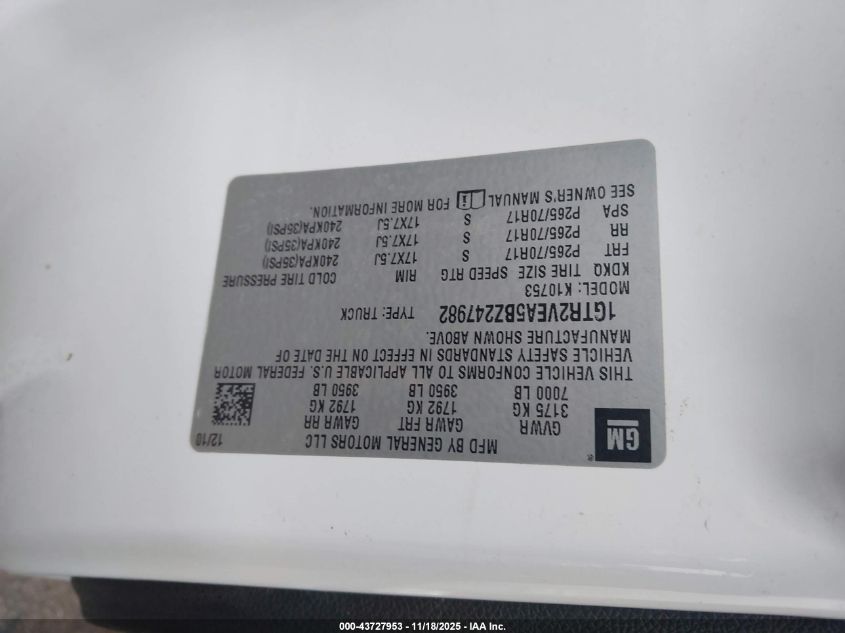 MFD BY GENERAL MOTORS LLC 12/10
GM ®
GVWR GAWR FRT GAWR RR
3175 KG 1792 KG 1792 KG
7000 LB 3950 LB 3950 LB
THIS VEHICLE CONFORMS TO ALL APPLICABLE U.S. FEDERAL MOTOR
VEHICLE SAFETY STANDARDS IN EFFECT ON THE DATE OF
MANUFACTURE SHOWN ABOVE.
1GTR2VEA5BZ247982 TYPE: TRUCK
MODEL: K10753
KDKQ TIRE SIZE SPEED RTG RIM COLD TIRE PRESSURE
FRT P265/70R17 S 17X7.5J 240KPA(35PSI)
RR P265/70R17 S 17X7.5J 240KPA(35PSI)
SPA P265/70R17 S 17X7.5J 240KPA(35PSI)
SEE OWNER'S MANUAL FOR MORE INFORMATION.
000-43727953 - 11/18/2025 - IAA Inc.